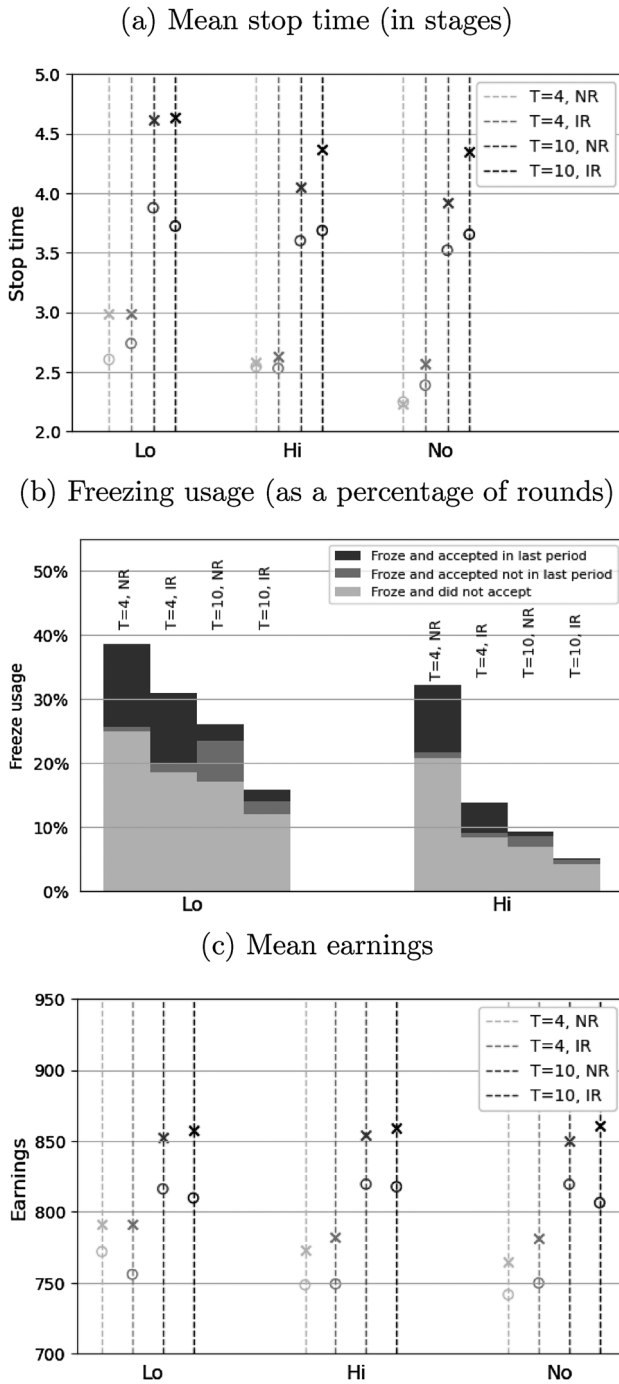 (a) Mean stop time (in stages)
5.0
4.5
4.0
3.5
3.0
2.5
2.0
Stop time
T=4, NR
T=4, IR
T=10, NR
T=10, IR
Lo
Hi
No
(b) Freezing usage (as a percentage of rounds)
50%
40%
30%
20%
10%
0%
Freeze usage
Froze and accepted in last period
Froze and accepted not in last period
Froze and did not accept
T=4, NR
T=4, IR
T=10, NR
T=10, IR
T=4, NR
T=4, IR
T=10, NR
T=10, IR
Lo
Hi
(c) Mean earnings
950
900
850
800
750
700
Earnings
T=4, NR
T=4, IR
T=10, NR
T=10, IR
Lo
Hi
No